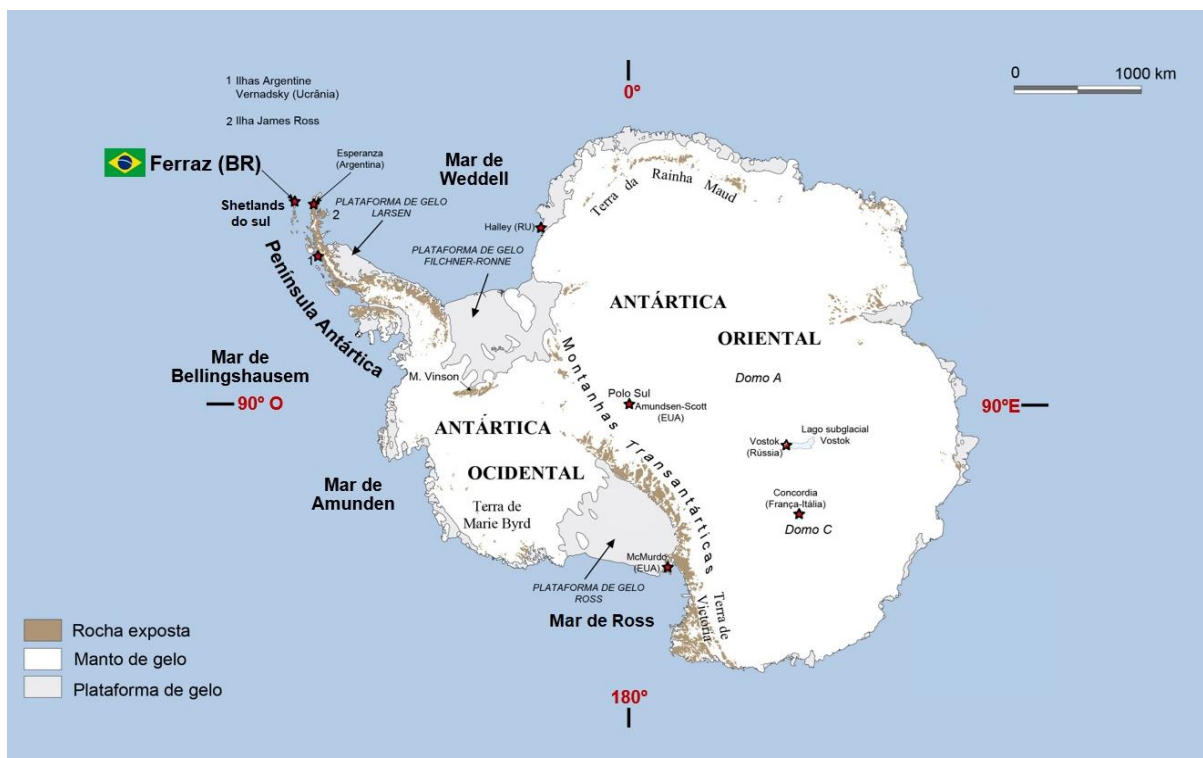 1 Ilhas Argentine
Vernadsky (Ucrânia)
2 Ilha James Ross
Ferraz (BR)
Esperanza
(Argentina)
Shetlands
do sul
PLATAFORMA DE GELO
LARSEN
2
1
Península Antártica
Mar de
Weddell
0º
0 1000 km
Terra da Rainha Maud
Halley (RU)
PLATAFORMA DE GELO
FILCHNER-RONNE
ANTÁRTICA
ORIENTAL
Domo A
Mar de
Bellingshausem
90º O
M. Vinson
Montanhas Transantárticas
Polo Sul
Amundsen-Scott
(EUA)
90ºE
ANTÁRTICA
OCIDENTAL
Lago subglacial
Vostok
Vostok
(Rússia)
Mar de
Amunden
Terra de
Marie Byrd
Concordia
(França-Itália)
Domo C
McMurdo
(EUA)
PLATAFORMA DE GELO
ROSS
Terra de
Victoria
Mar de Ross
Rocha exposta
Manto de gelo
Plataforma de gelo
180º